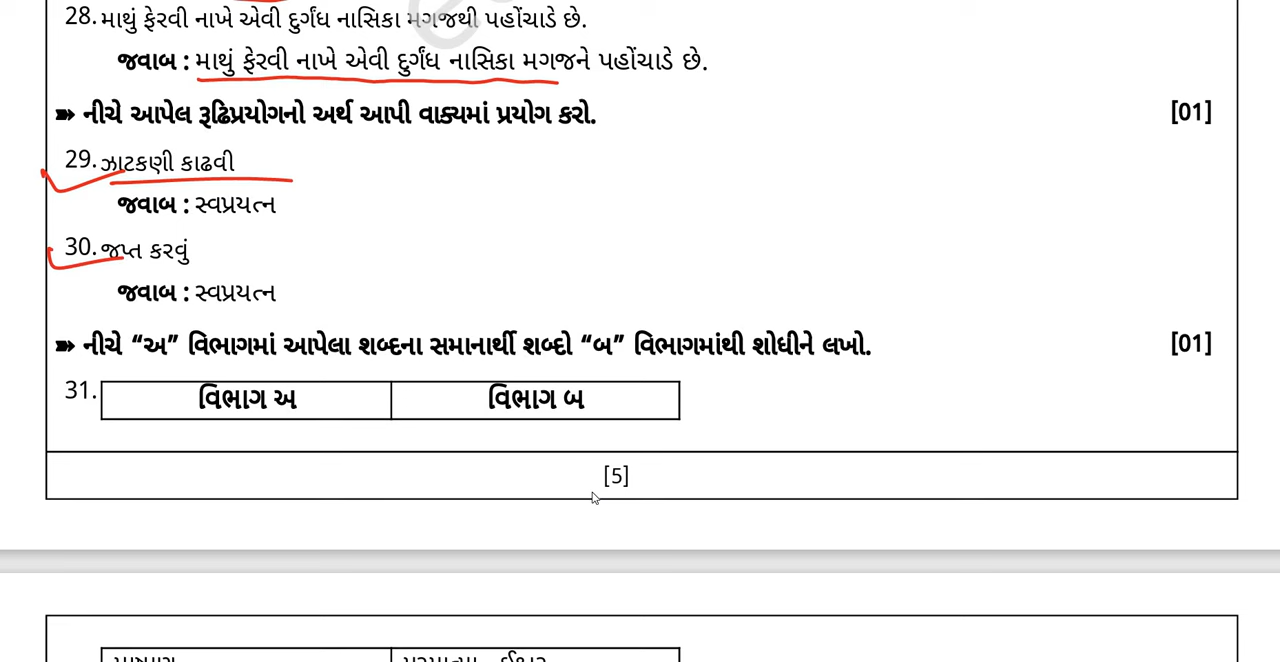 28. માથું ફેરવી નાખે એવી દુર્ગંધ નાસિકા મગજથી પહોંચાડે છે.
જવાબ : માથું ફેરવી નાખે એવી દુર્ગંધ નાસિકા મગજને પહોંચાડે છે.
➽ નીચે આપેલ રૂઢિપ્રયોગનો અર્થ આપી વાક્યમાં પ્રયોગ કરો. [01]
29. ઝાટકણી કાઢવી
જવાબ : સ્વપ્રયત્ન
30. જપ્ત કરવું
જવાબ : સ્વપ્રયત્ન
➽ નીચે “અ” વિભાગમાં આપેલા શબ્દના સમાનાર્થી શબ્દો “બ” વિભાગમાંથી શોધીને લખો. [01]
31. વિભાગ અ વિભાગ બ
[5]